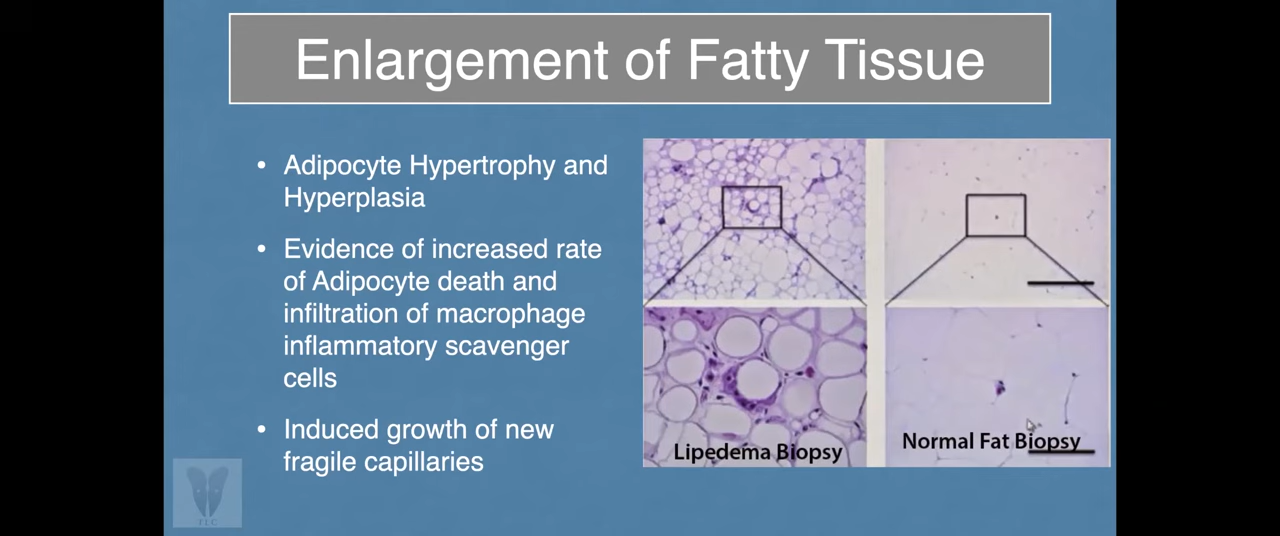 Enlargement of Fatty Tissue
• Adipocyte Hypertrophy and
Hyperplasia
• Evidence of increased rate
of Adipocyte death and
infiltration of macrophage
inflammatory scavenger
cells
• Induced growth of new
fragile capillaries
Lipedema Biopsy
Normal Fat Biopsy